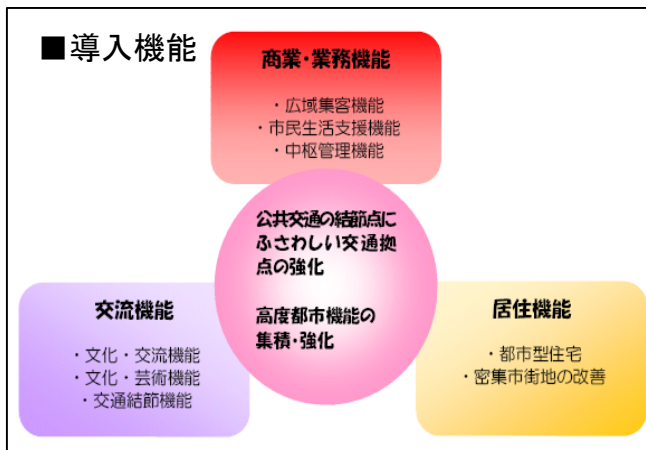 ■導入機能
商業・業務機能
・広域集客機能
・市民生活支援機能
・中枢管理機能
公共交通の結節点に
ふさわしい交通拠
点の強化
高度都市機能の
集積・強化
交流機能
・文化・交流機能
・文化・芸術機能
・交通結節機能
居住機能
・都市型住宅
・密集市街地の改善